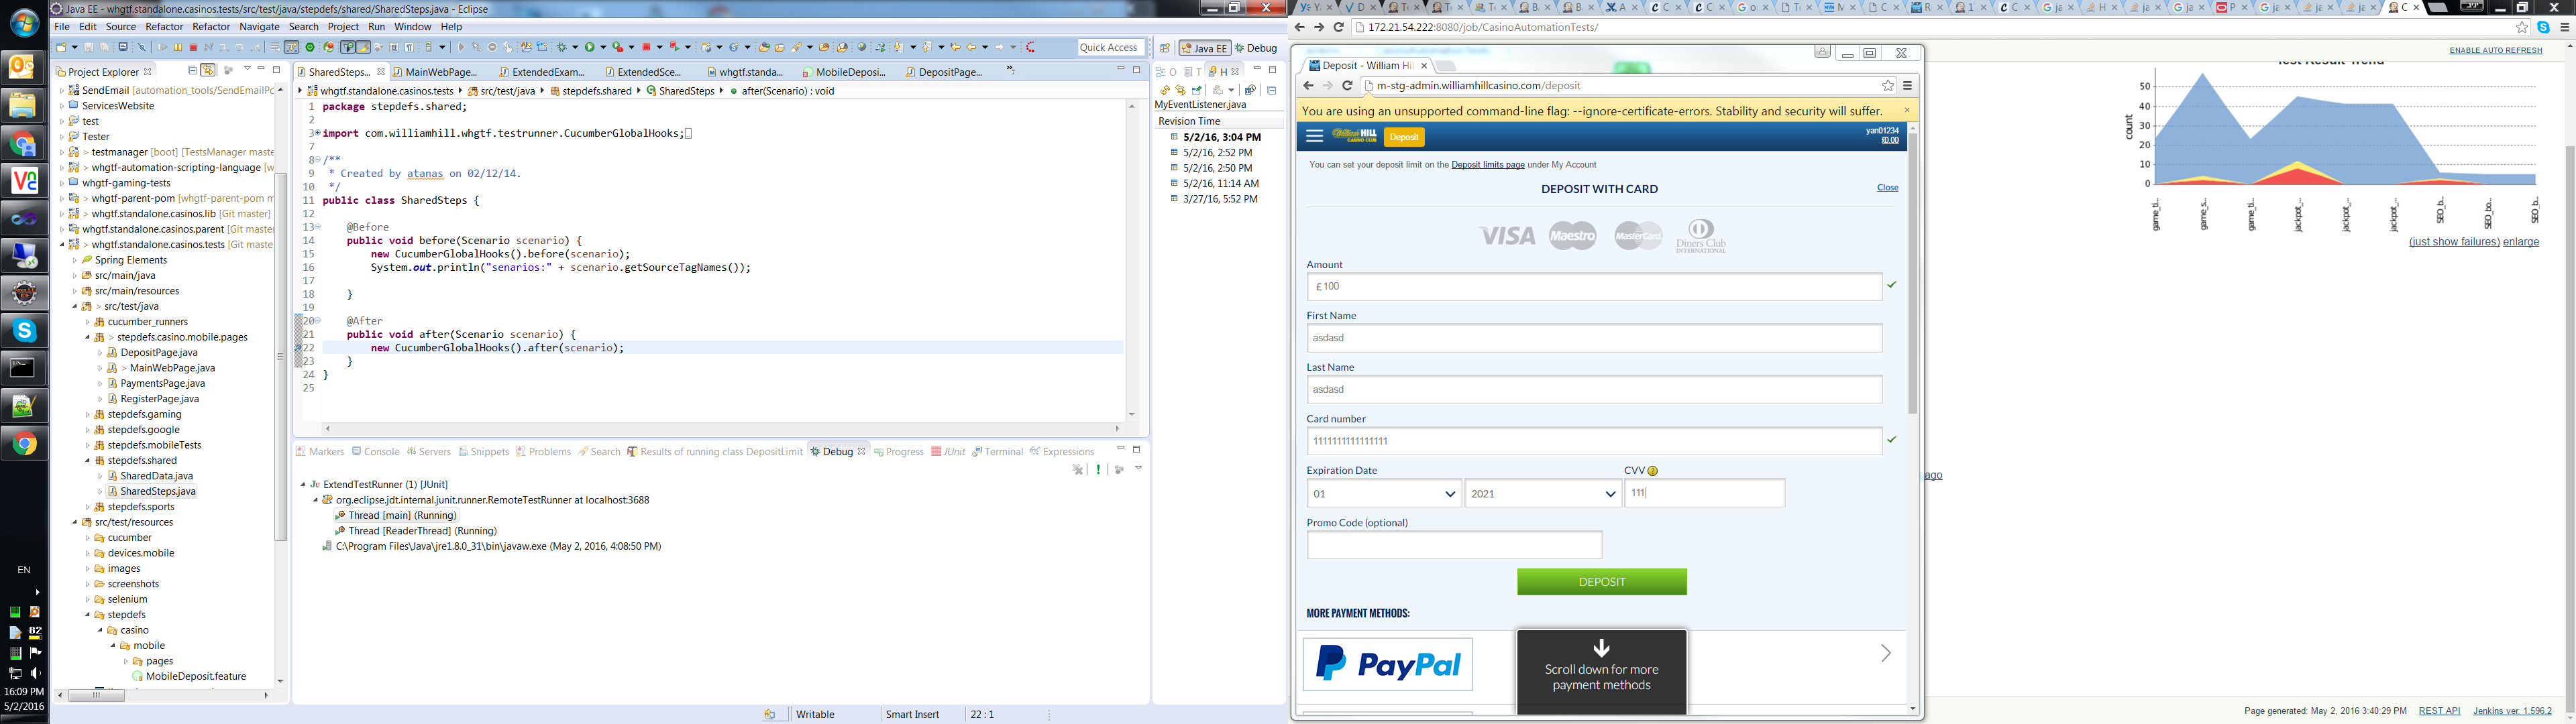 Java EE - whgtf.standalone.casinos.tests/src/test/java/stepdefs/shared/SharedSteps.java - Eclipse
File Edit Source Refactor Refactor Navigate Search Project Run Window Help
Quick Access
Java EE
Debug
Project Explorer
SendEmail [automation_tools/SendEmailPo
ServicesWebsite
test
Tester
> testmanager [boot] [TestsManager maste
> whgtf-automation-scripting-language [w
whgtf-gaming-tests
> whgtf-parent-pom [whgtf-parent-pom m
> whgtf.standalone.casinos.lib [Git master]
whgtf.standalone.casinos.parent [Git master
> whgtf.standalone.casinos.tests [Git maste
Spring Elements
src/main/java
src/main/resources
> src/test/java
cucumber_runners
> stepdefs.casino.mobile.pages
DepositPage.java
> MainWebPage.java
PaymentsPage.java
RegisterPage.java
stepdefs.gaming
stepdefs.google
stepdefs.mobileTests
stepdefs.shared
SharedData.java
SharedSteps.java
stepdefs.sports
src/test/resources
cucumber
devices.mobile
images
screenshots
selenium
stepdefs
casino
mobile
pages
MobileDeposit.feature
EN
82
16:09 PM
5/2/2016
SharedSteps...
MainWebPage...
ExtendedExam...
ExtendedSce...
whgtf.standa...
MobileDeposi...
DepositPage...
whgtf.standalone.casinos.tests
src/test/java
stepdefs.shared
SharedSteps
after(Scenario) : void
1 package stepdefs.shared;
2
3 import com.williamhill.whgtf.testrunner.CucumberGlobalHooks;
7
8 /**
9 * Created by atanas on 02/12/14.
10 */
11 public class SharedSteps {
12
13 @Before
14 public void before(Scenario scenario) {
15 new CucumberGlobalHooks().before(scenario);
16 System.out.println("senarios:" + scenario.getSourceTagNames());
17
18 }
19
20 @After
21 public void after(Scenario scenario) {
22 new CucumberGlobalHooks().after(scenario);
23 }
24 }
25
Markers Console Servers Snippets Problems Search Results of running class DepositLimit Debug Progress JUnit Terminal Expressions
ExtendTestRunner (1) [JUnit]
org.eclipse.jdt.internal.junit.runner.RemoteTestRunner at localhost:3688
Thread [main] (Running)
Thread [ReaderThread] (Running)
C:\Program Files\Java\jre1.8.0_31\bin\javaw.exe (May 2, 2016, 4:08:50 PM)
Writable
Smart Insert
22 : 1
MyEventListener.java
Revision Time
5/2/16, 3:04 PM
5/2/16, 2:52 PM
5/2/16, 2:50 PM
5/2/16, 11:14 AM
3/27/16, 5:52 PM
172.21.54.222:8080/job/CasinoAutomationTests/
Deposit - William Hil
m-stg-admin.williamhillcasino.com/deposit
You are using an unsupported command-line flag: --ignore-certificate-errors. Stability and security will suffer.
William HILL
CASINO CLUB
Deposit
yan01234
£0.00
You can set your deposit limit on the Deposit limits page under My Account
DEPOSIT WITH CARD
Close
VISA
Maestro
MasterCard
Diners Club
INTERNATIONAL
Amount
£100
First Name
asdasd
Last Name
asdasd
Card number
1111111111111111
Expiration Date
CVV
01
2021
111
Promo Code (optional)
DEPOSIT
MORE PAYMENT METHODS:
PayPal
Scroll down for more
payment methods
ENABLE AUTO REFRESH
Test Result Trend
count
50
40
30
20
10
0
game_ti...
game_s...
game_ti...
jackpot_...
jackpot_...
jackpot_...
SEO_b...
SEO_bo...
SEO_b...
(just show failures) enlarge
ago
Page generated: May 2, 2016 3:40:29 PM
REST API
Jenkins ver. 1.596.2